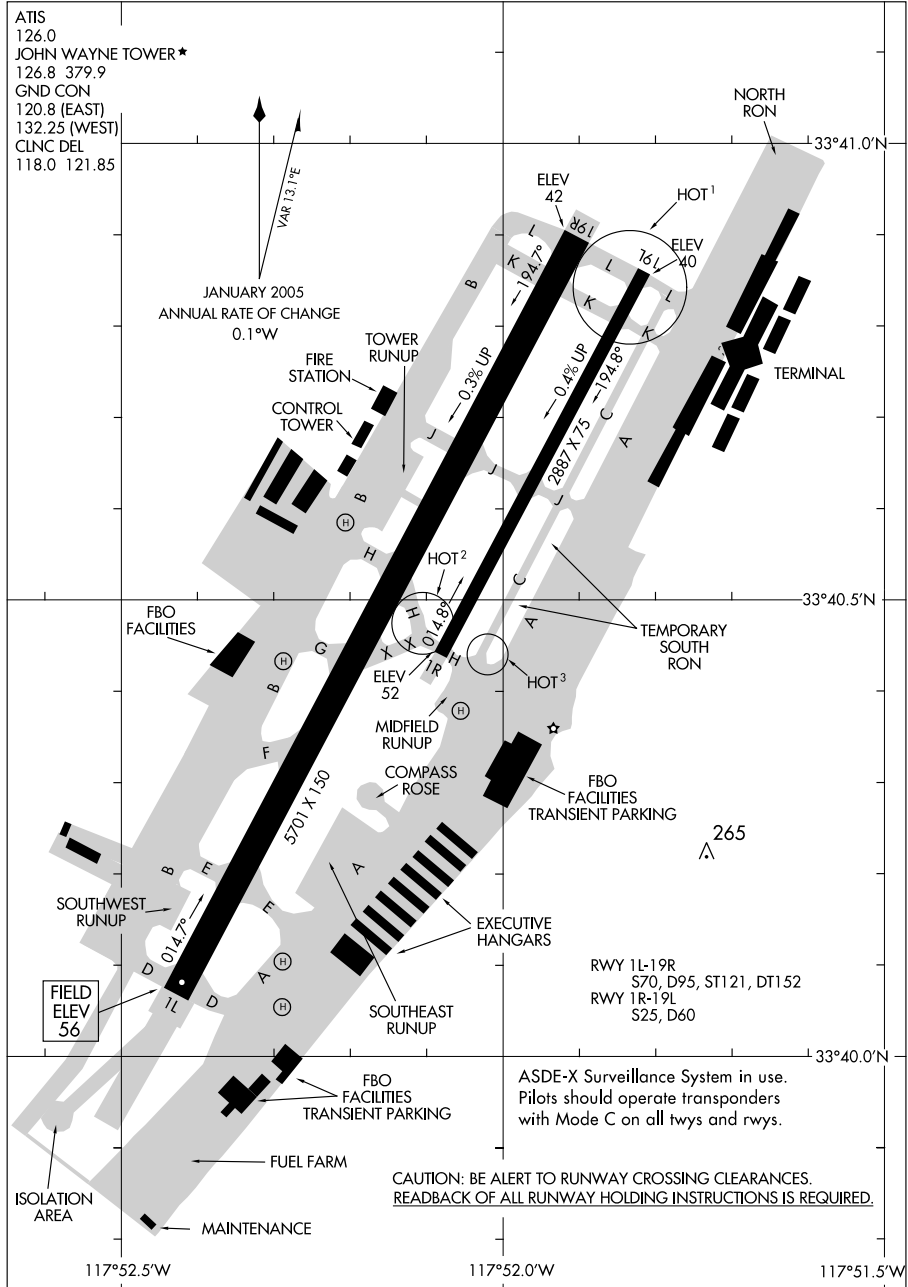 ATIS
126.0
JOHN WAYNE TOWER★
126.8 379.9
GND CON
120.8 (EAST)
132.25 (WEST)
CLNC DEL
118.0 121.85
VAR 13.1°E
JANUARY 2005
ANNUAL RATE OF CHANGE
0.1°W
NORTH
RON
33°41.0'N
ELEV
42
HOT 1
19R
L
L
19L
ELEV
40
L
K
K
K
B
194.7°
194.8°
TOWER
RUNUP
0.3% UP
0.4% UP
FIRE
STATION
CONTROL
TOWER
TERMINAL
2887 X 75
C
A
J
J
J
B
H
H
HOT 2
H
014.8°
C
A
33°40.5'N
FBO
FACILITIES
H
G
X
X
H
1R
ELEV
52
HOT 3
TEMPORARY
SOUTH
RON
B
MIDFIELD
RUNUP
H
F
COMPASS
ROSE
FBO
FACILITIES
TRANSIENT PARKING
5701 X 150
265
B
E
A
SOUTHWEST
RUNUP
014.7°
E
EXECUTIVE
HANGARS
D
A
H
RWY 1L-19R
S70, D95, ST121, DT152
RWY 1R-19L
S25, D60
FIELD
ELEV
56
1L
D
H
SOUTHEAST
RUNUP
33°40.0'N
FBO
FACILITIES
TRANSIENT PARKING
ASDE-X Surveillance System in use.
Pilots should operate transponders
with Mode C on all twys and rwys.
FUEL FARM
ISOLATION
AREA
CAUTION: BE ALERT TO RUNWAY CROSSING CLEARANCES.
READBACK OF ALL RUNWAY HOLDING INSTRUCTIONS IS REQUIRED.
MAINTENANCE
117°52.5'W
117°52.0'W
117°51.5'W